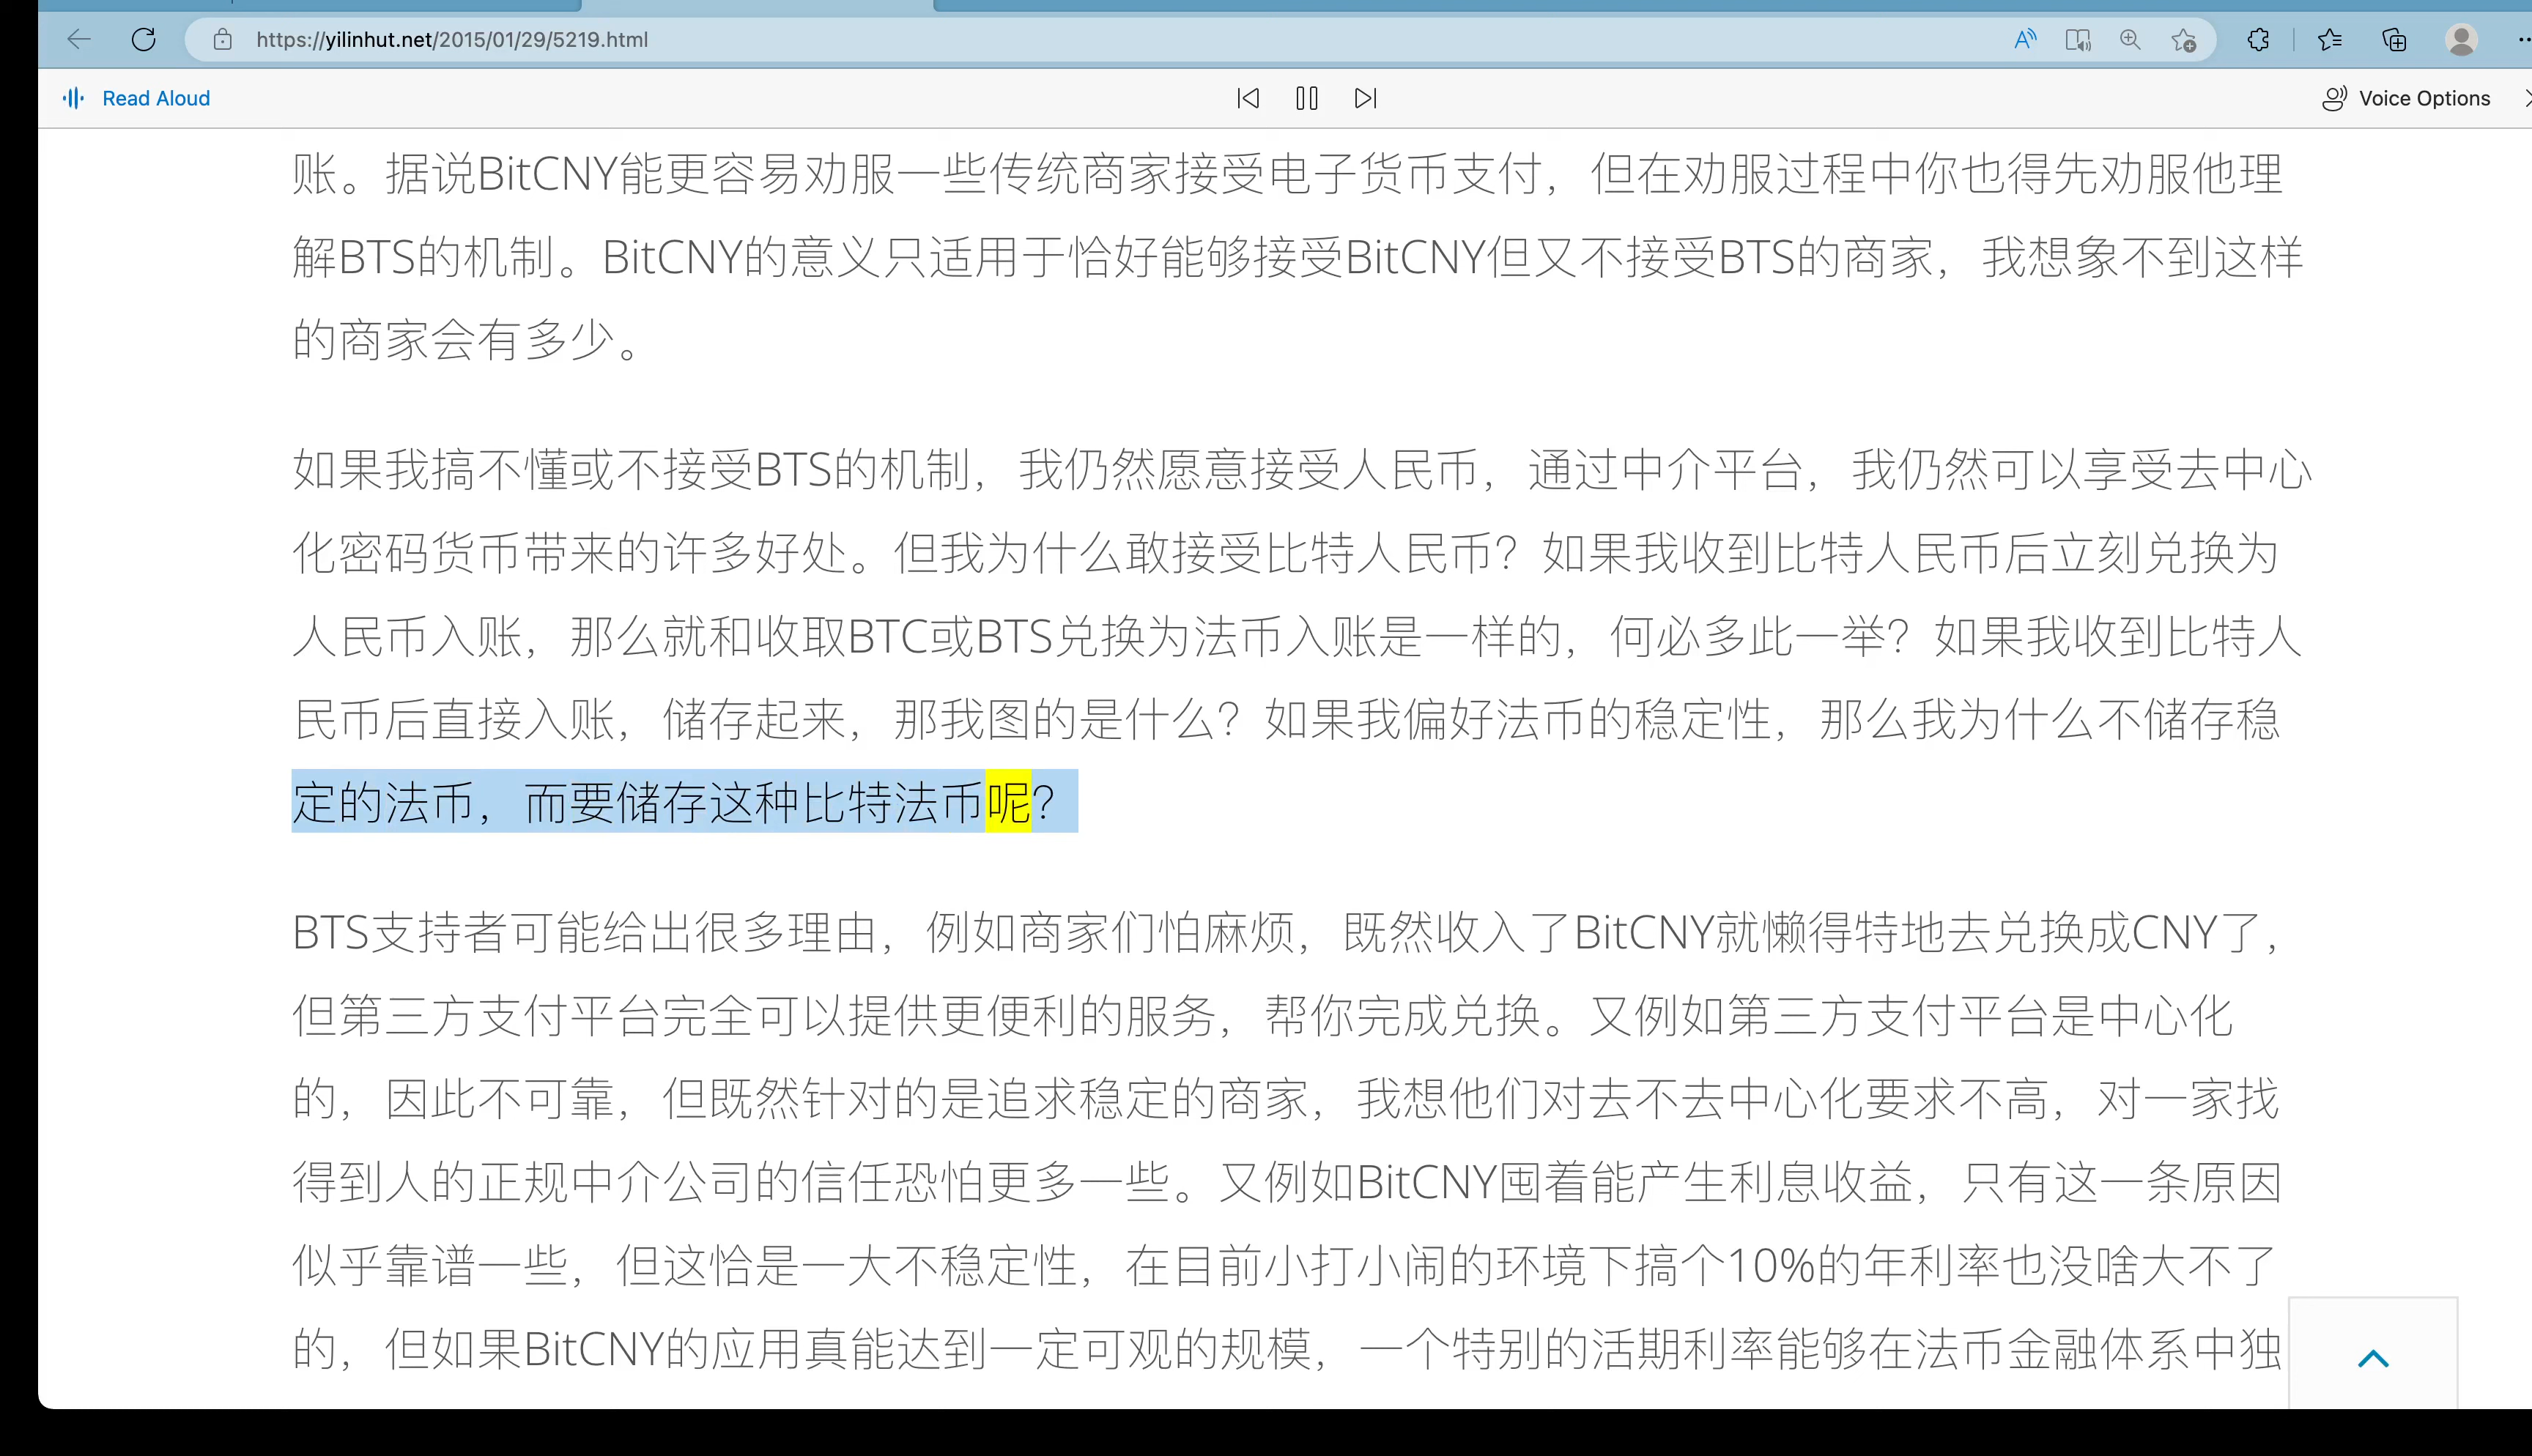 https://yilinhut.net/2015/01/29/5219.html
Read Aloud
Voice Options
账。据说BitCNY能更容易劝服一些传统商家接受电子货币支付，但在劝服过程中你也得先劝服他理
解BTS的机制。BitCNY的意义只适用于恰好能够接受BitCNY但又不接受BTS的商家，我想象不到这样
的商家会有多少。
如果我搞不懂或不接受BTS的机制，我仍然愿意接受人民币，通过中介平台，我仍然可以享受去中心
化密码货币带来的许多好处。但我为什么敢接受比特人民币？如果我收到比特人民币后立刻兑换为
人民币入账，那么就和收取BTC或BTS兑换为法币入账是一样的，何必多此一举？如果我收到比特人
民币后直接入账，储存起来，那我图的是什么？如果我偏好法币的稳定性，那么我为什么不储存稳
定的法币，而要储存这种比特法币呢？
BTS支持者可能给出很多理由，例如商家们怕麻烦，既然收入了BitCNY就懒得特地去兑换成CNY了，
但第三方支付平台完全可以提供更便利的服务，帮你完成兑换。又例如第三方支付平台是中心化
的，因此不可靠，但既然针对的是追求稳定的商家，我想他们对去不去中心化要求不高，对一家找
得到人的正规中介公司的信任恐怕更多一些。又例如BitCNY囤着能产生利息收益，只有这一条原因
似乎靠谱一些，但这恰是一大不稳定性，在目前小打小闹的环境下搞个10%的年利率也没啥大不了
的，但如果BitCNY的应用真能达到一定可观的规模，一个特别的活期利率能够在法币金融体系中独